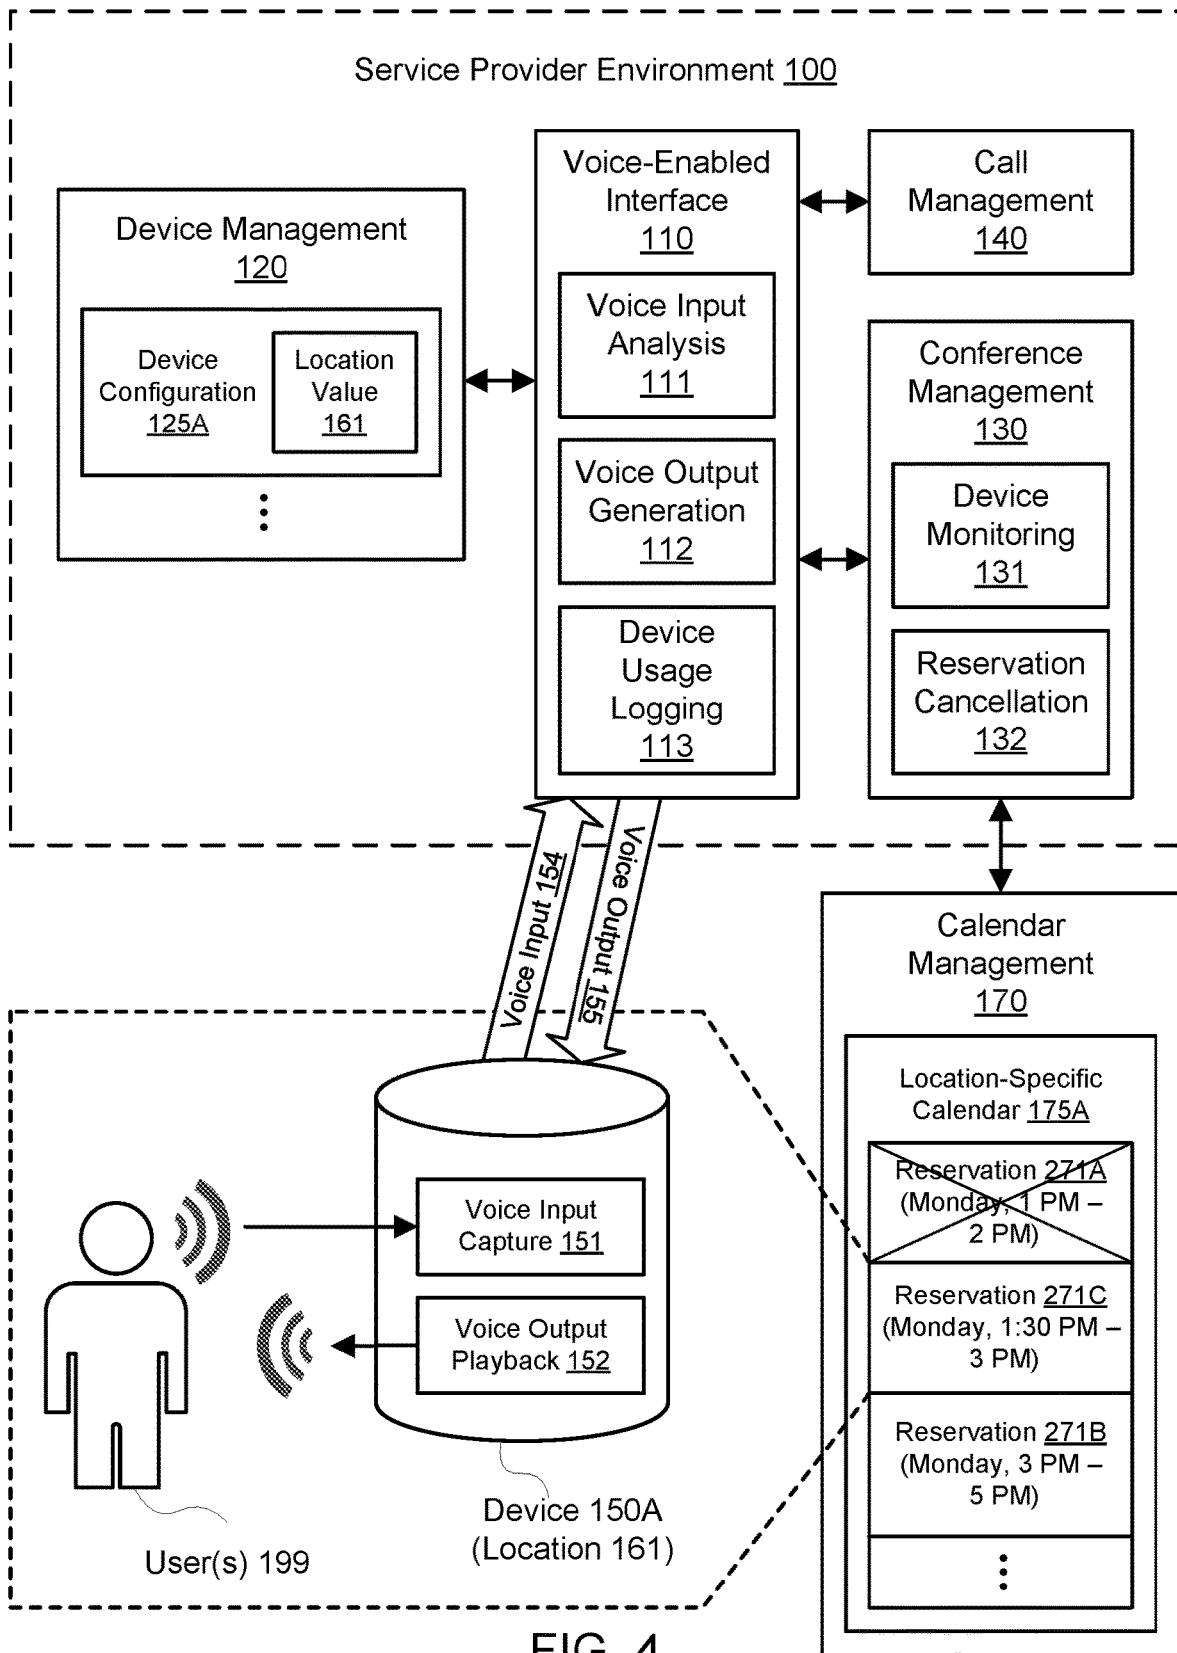 Service Provider Environment 100
Device Management
120
Device
Configuration
125A
Location
Value
161
Voice-Enabled
Interface
110
Voice Input
Analysis
111
Voice Output
Generation
112
Device
Usage
Logging
113
Call
Management
140
Conference
Management
130
Device
Monitoring
131
Reservation
Cancellation
132
Voice Input 154
Voice Output 155
Calendar
Management
170
Location-Specific
Calendar 175A
Reservation 271A
(Monday, 1 PM –
2 PM)
Reservation 271C
(Monday, 1:30 PM –
3 PM)
Reservation 271B
(Monday, 3 PM –
5 PM)
Voice Input
Capture 151
Voice Output
Playback 152
Device 150A
(Location 161)
User(s) 199
FIG. 4